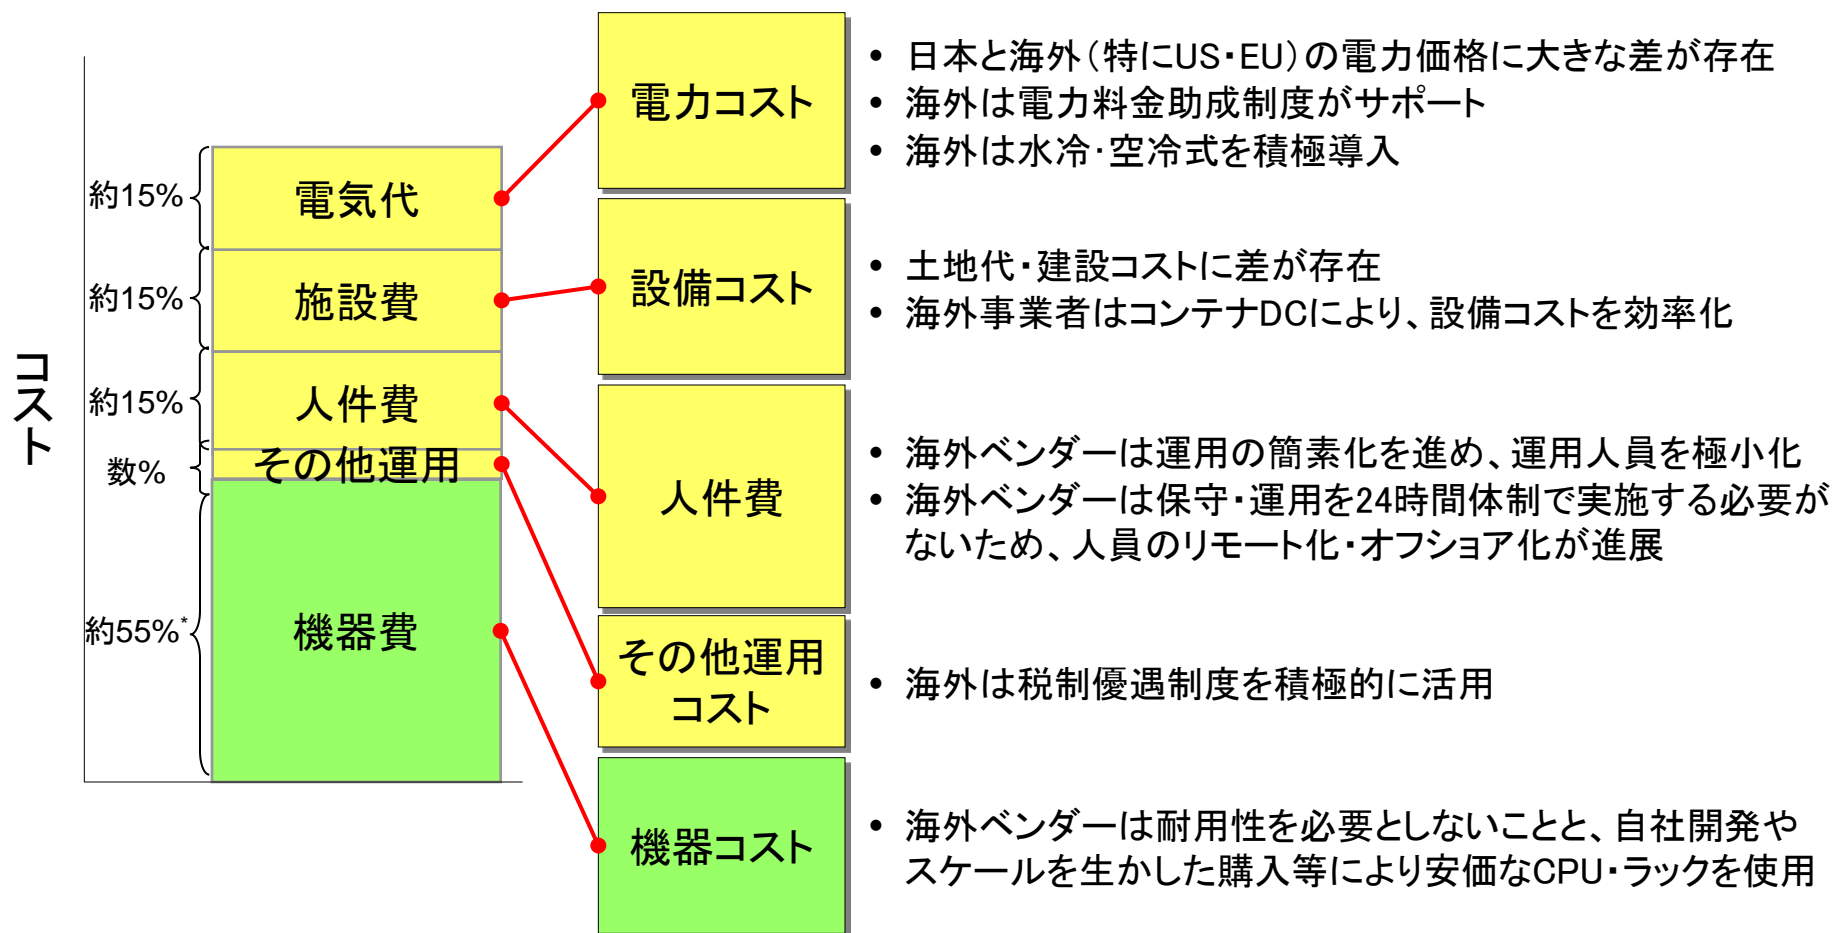 コスト
約15%
電気代
約15%
施設費
約15%
人件費
数%
その他運用
約55%*
機器費
電力コスト
• 日本と海外(特にUS・EU)の電力価格に大きな差が存在
• 海外は電力料金助成制度がサポート
• 海外は水冷・空冷式を積極導入
設備コスト
• 土地代・建設コストに差が存在
• 海外事業者はコンテナDCにより、設備コストを効率化
人件費
• 海外ベンダーは運用の簡素化を進め、運用人員を極小化
• 海外ベンダーは保守・運用を24時間体制で実施する必要が
ないため、人員のリモート化・オフショア化が進展
その他運用
コスト
• 海外は税制優遇制度を積極的に活用
機器コスト
• 海外ベンダーは耐用性を必要としないことと、自社開発や
スケールを生かした購入等により安価なCPU・ラックを使用